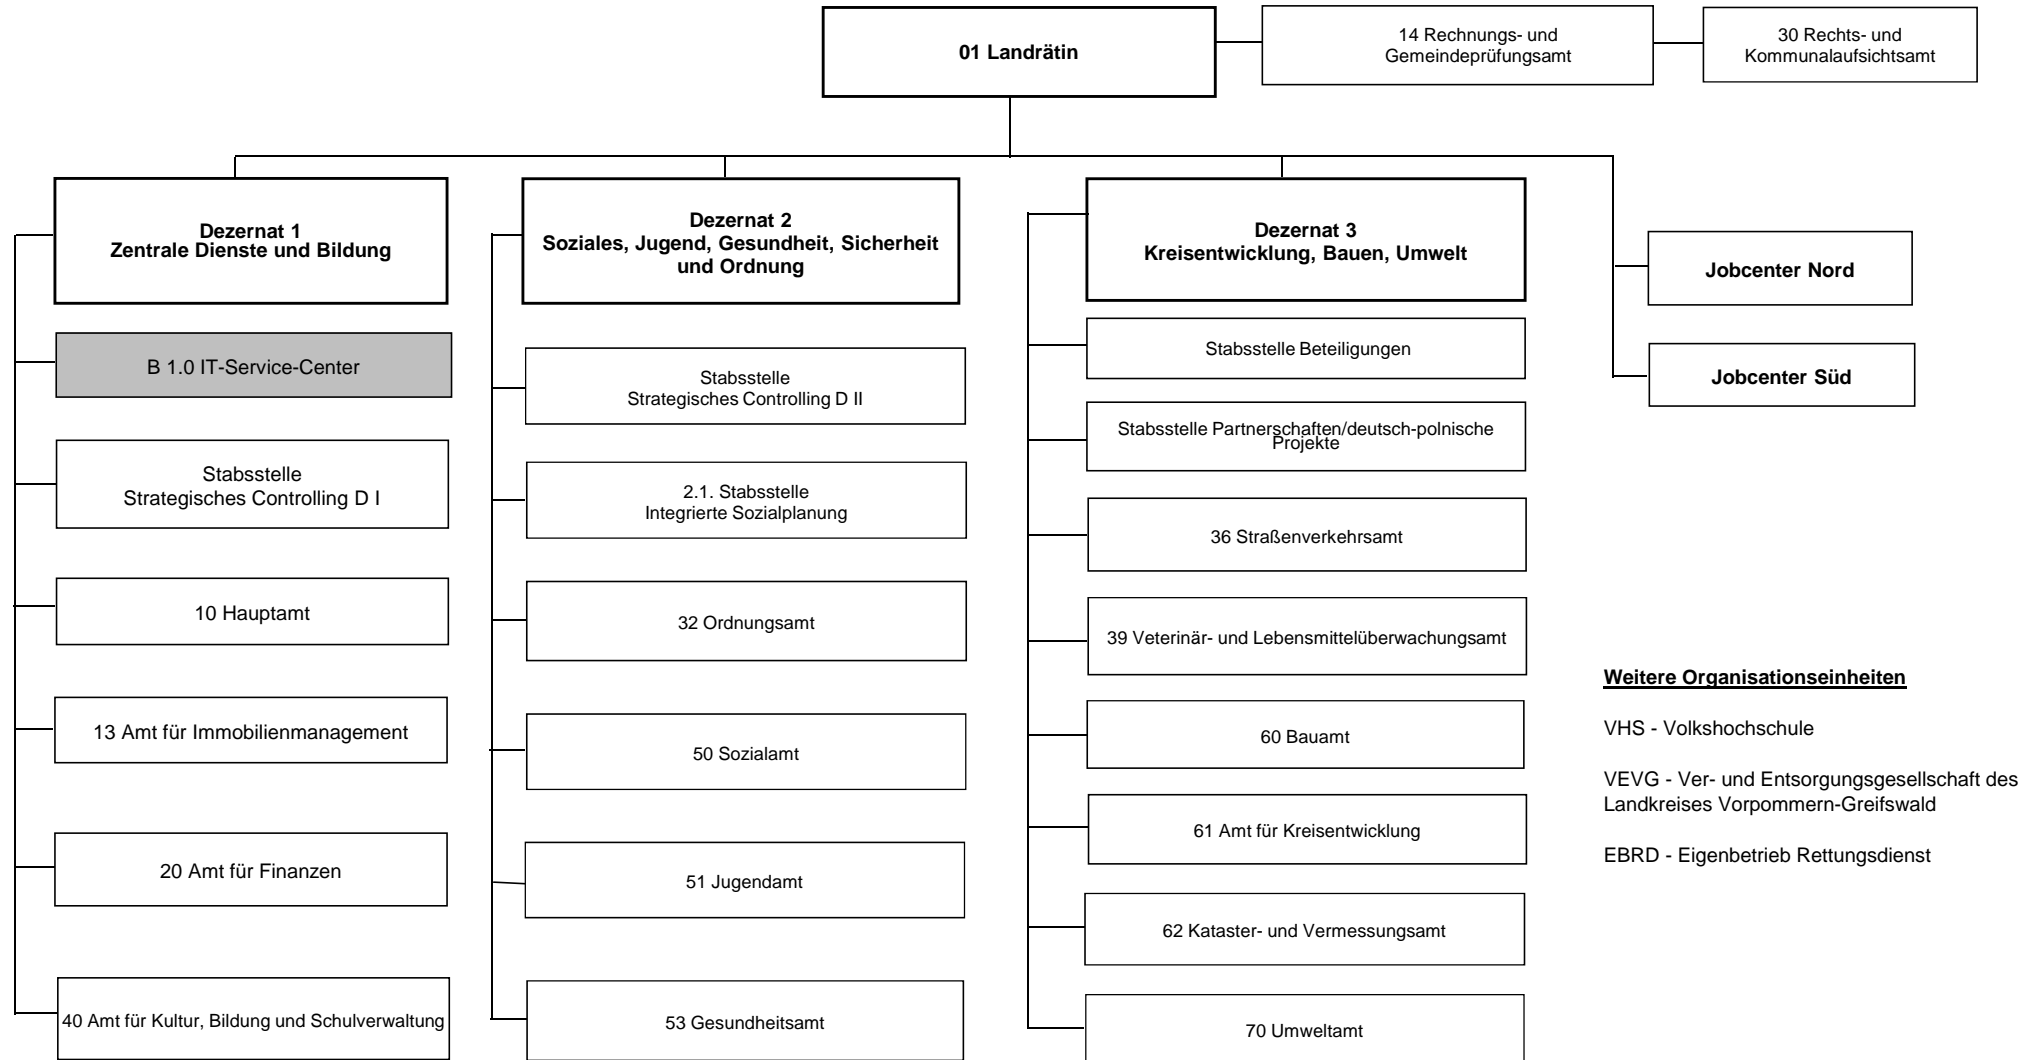 01 Landrätin
14 Rechnungs- und
Gemeindeprüfungsamt
30 Rechts- und
Kommunalaufsichtsamt
Dezernat 1
Zentrale Dienste und Bildung
B 1.0 IT-Service-Center
Stabsstelle
Strategisches Controlling D I
10 Hauptamt
13 Amt für Immobilienmanagement
20 Amt für Finanzen
40 Amt für Kultur, Bildung und Schulverwaltung
Dezernat 2
Soziales, Jugend, Gesundheit, Sicherheit
und Ordnung
Stabsstelle
Strategisches Controlling D II
2.1. Stabsstelle
Integrierte Sozialplanung
32 Ordnungsamt
50 Sozialamt
51 Jugendamt
53 Gesundheitsamt
Dezernat 3
Kreisentwicklung, Bauen, Umwelt
Stabsstelle Beteiligungen
Stabsstelle Partnerschaften/deutsch-polnische
Projekte
36 Straßenverkehrsamt
39 Veterinär- und Lebensmittelüberwachungsamt
60 Bauamt
61 Amt für Kreisentwicklung
62 Kataster- und Vermessungsamt
70 Umweltamt
Jobcenter Nord
Jobcenter Süd
Weitere Organisationseinheiten
VHS - Volkshochschule
VEVG - Ver- und Entsorgungsgesellschaft des
Landkreises Vorpommern-Greifswald
EBRD - Eigenbetrieb Rettungsdienst